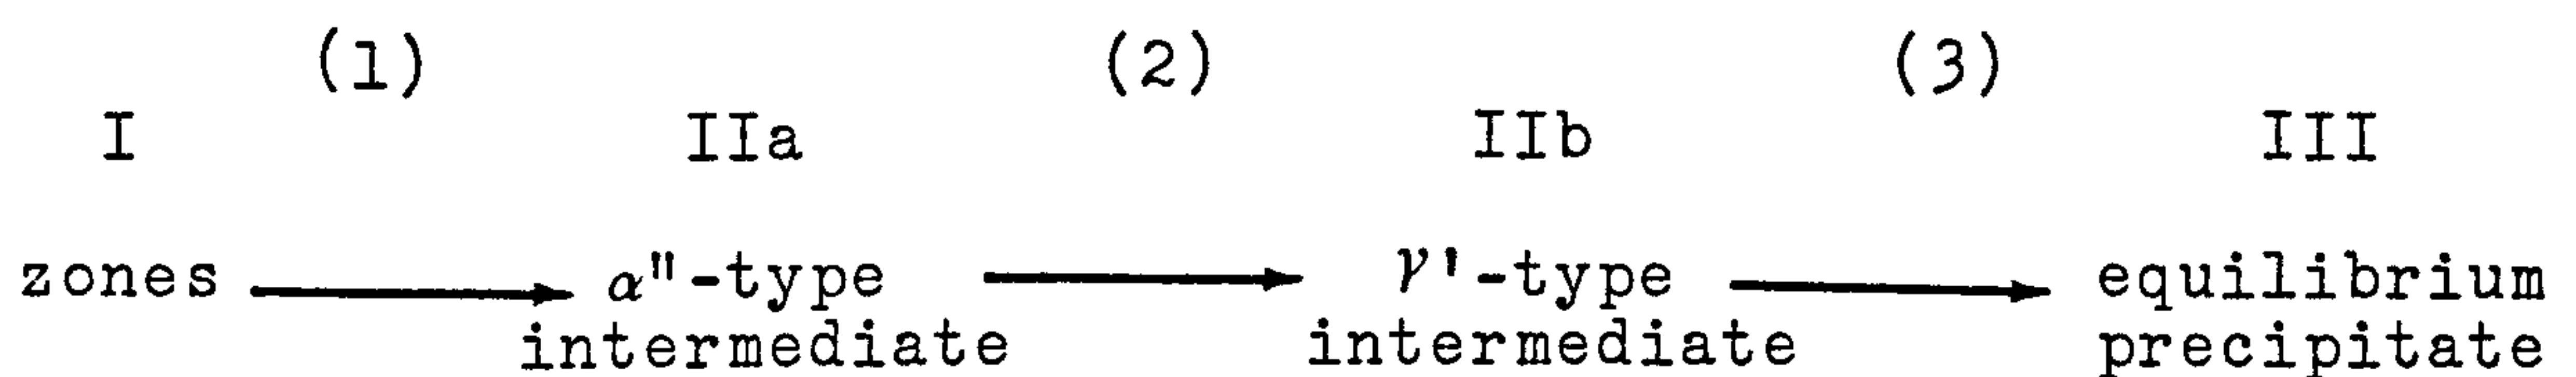 (1) (2) (3)
I IIa IIb III
zones α"-type γ'-type equilibrium
intermediate intermediate precipitate